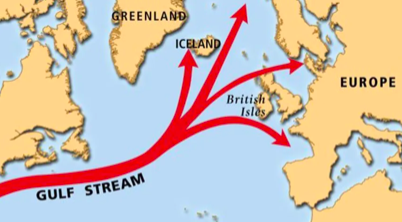 GREENLAND
ICELAND
EUROPE
British
Isles
GULF STREAM